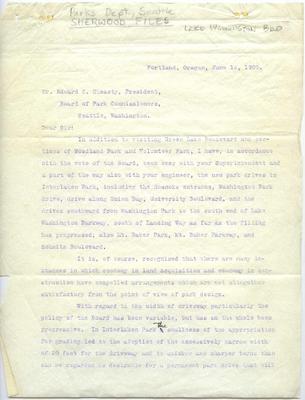 Parks Dept, Seattle
SHERWOOD FILES
LAKE WASHINGTON BLD
Portland, Oregon, June 14, 1909.
Mr. Edward C. Cheasty, President,
Board of Park Commissioners,
Seattle, Washington.
Dear Sir:
In addition to visiting Green Lake Boulevard and por-
tions of Woodland Park and Volunteer Park, I have, in accordance
with the vote of the Board, been over with your Superintendent and
a part of the way also with your engineer, the new park drives in
Interlaken Park, including the Roanoke entrance, Washington Park
drive, drive along Union Bay, University Boulevard, and the
drives southward from Washington Park to the south end of Lake
Washington Parkway, south of Landing Way as far as the filling
has progressed; also Mt. Baker Park, Mt. Baker Parkway, and
Schmitz Boulevard.
It is, of course, recognized that there are many in-
stances in which economy in land acquisition and economy in con-
struction have compelled arrangements which are not altogether
satisfactory from the point of view of park design.
With regard to the width of driveway particularly the
policy of the Board has been variable, but has on the whole been
progressive. In Interlaken Park the smallness of the appropriation
for grading led to the adoption of the excessively narrow width
of 20 feet for the driveway and to quicker and sharper turns than
can be regarded as desirable for a permanent park drive that will